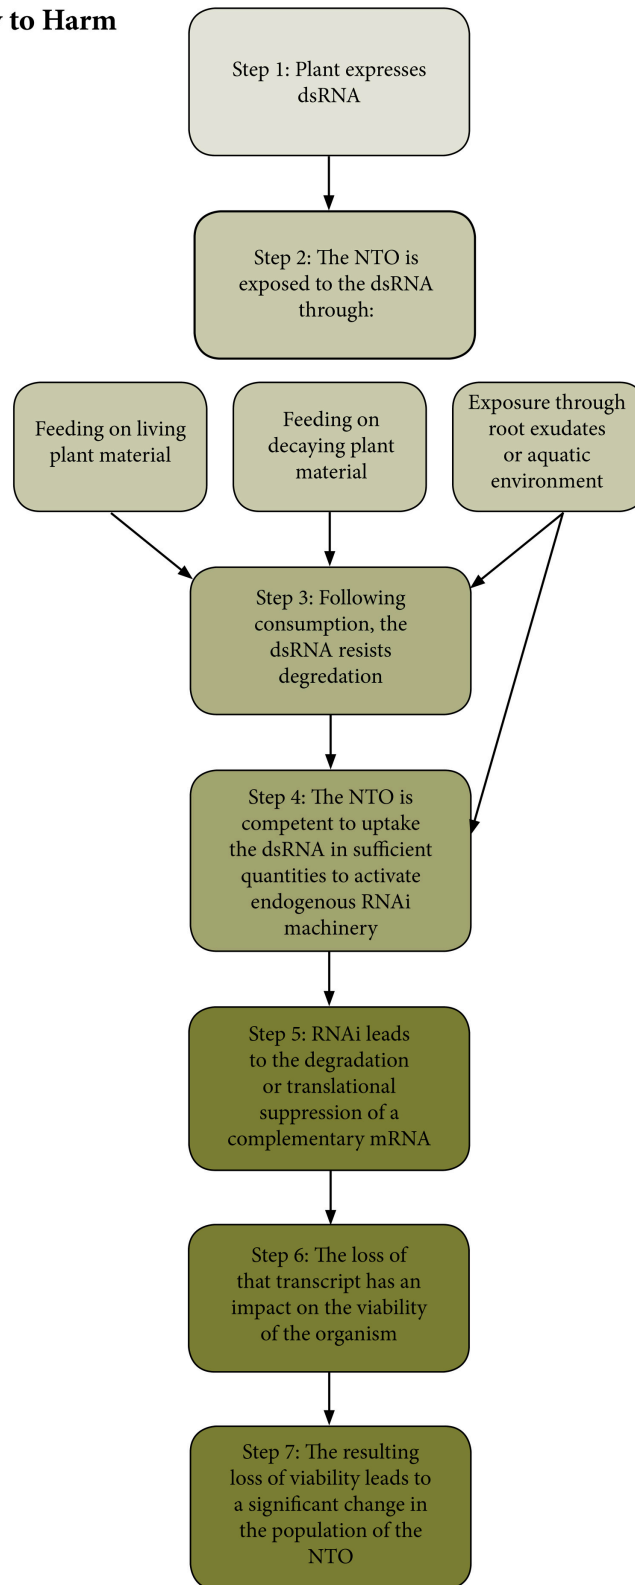 to Harm
Step 1: Plant expresses
dsRNA
Step 2: The NTO is
exposed to the dsRNA
through:
Feeding on living
plant material
Feeding on
decaying plant
material
Exposure through
root exudates
or aquatic
environment
Step 3: Following
consumption, the
dsRNA resists
degredation
Step 4: The NTO is
competent to uptake
the dsRNA in sufficient
quantities to activate
endogenous RNAi
machinery
Step 5: RNAi leads
to the degradation
or translational
suppression of a
complementary mRNA
Step 6: The loss of
that transcript has an
impact on the viability
of the organism
Step 7: The resulting
loss of viability leads to
a significant change in
the population of the
NTO